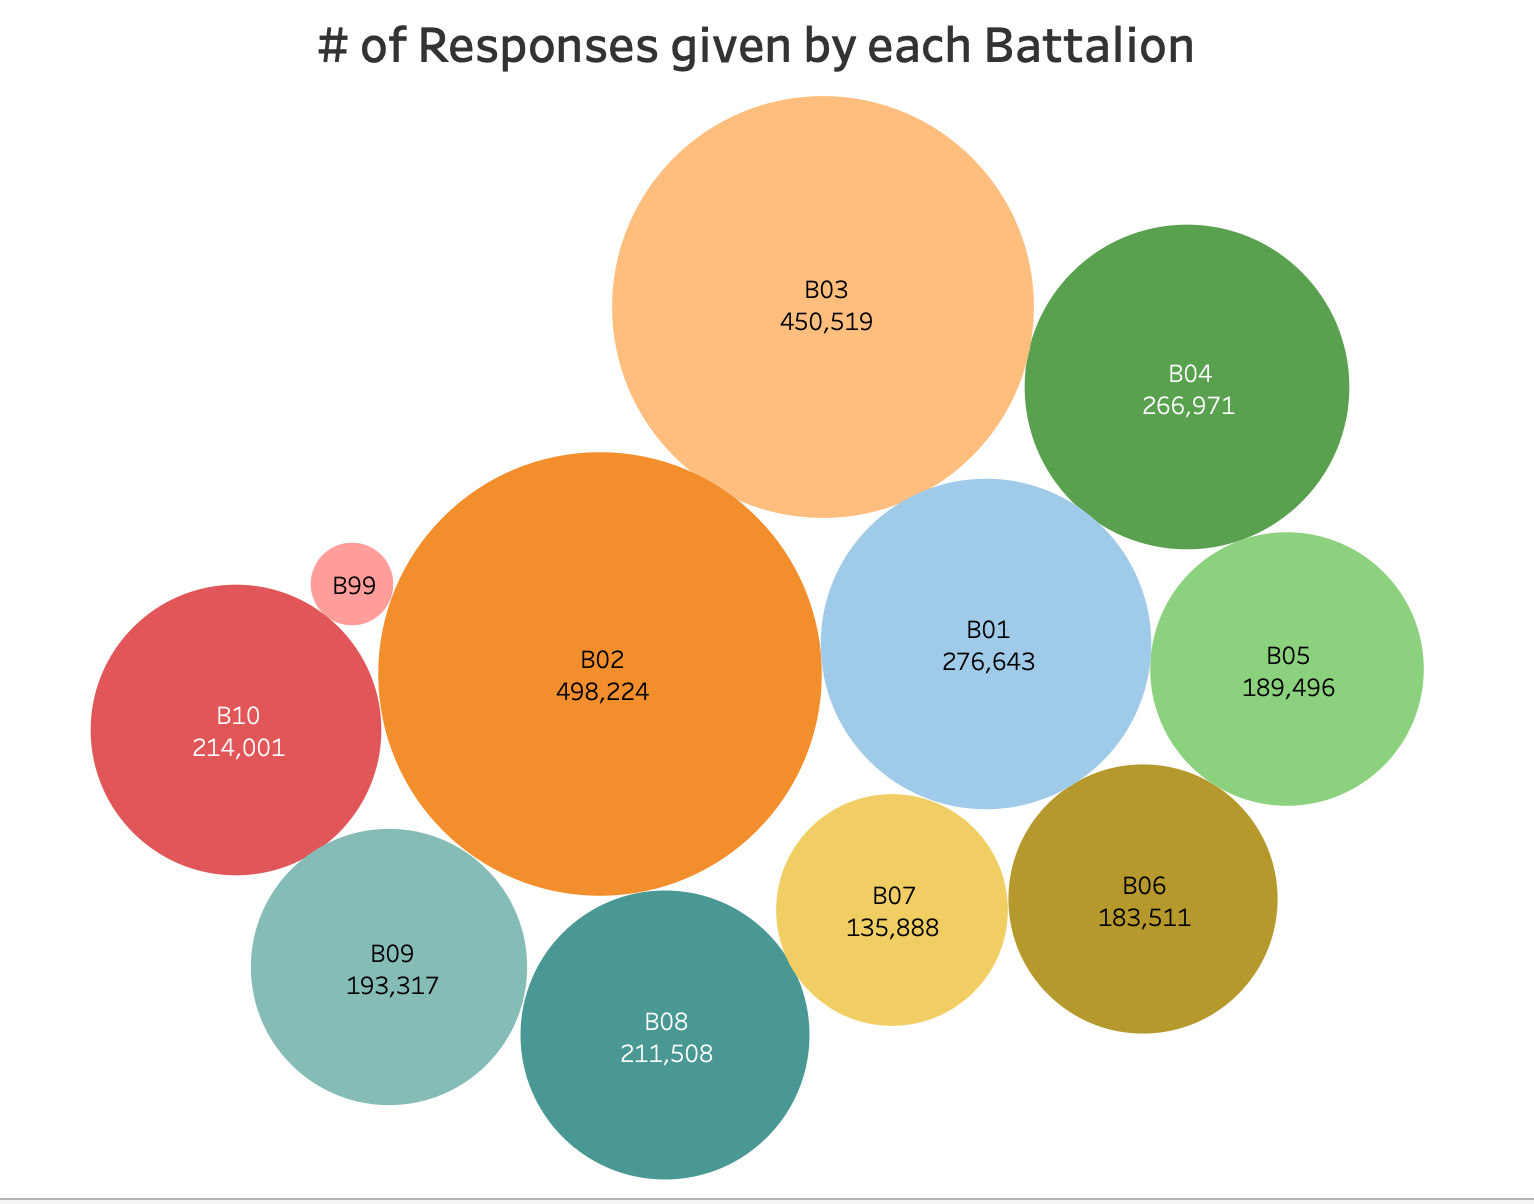 # of Responses given by each Battalion
B03
450,519
B04
266,971
B99
B02
498,224
B01
276,643
B05
189,496
B10
214,001
B09
193,317
B08
211,508
B07
135,888
B06
183,511